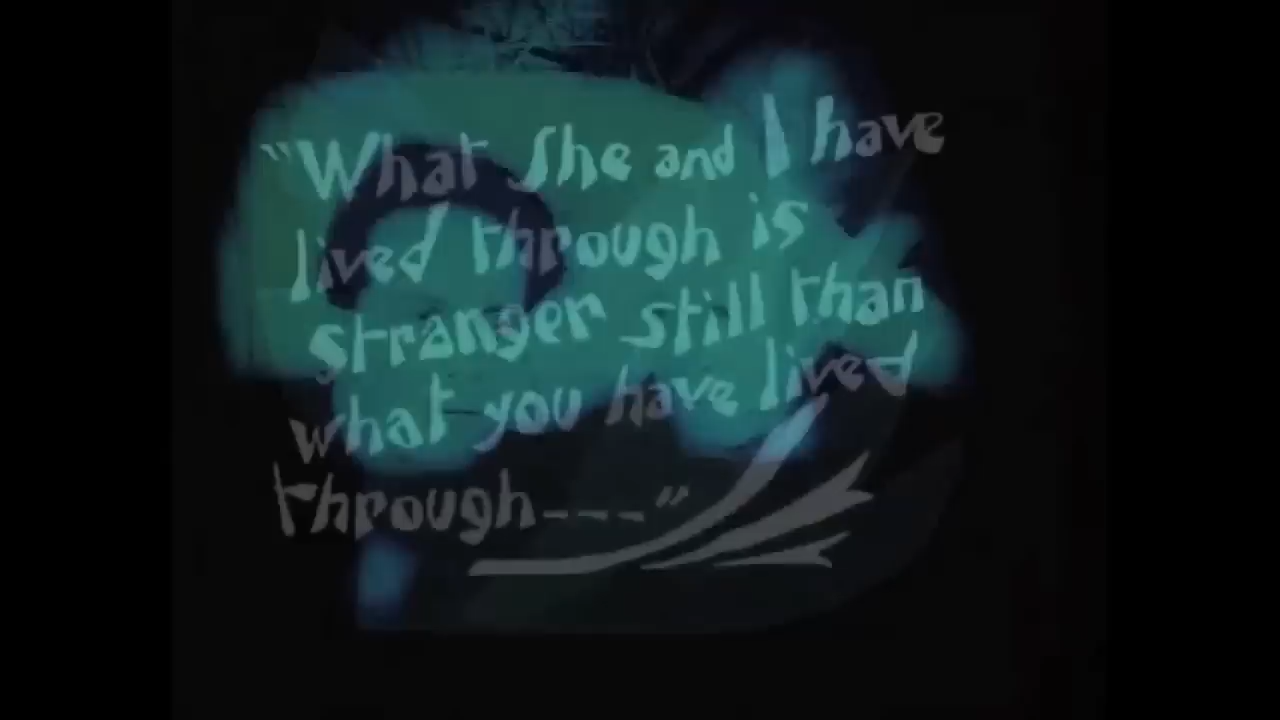 “What She and I have
lived through is
stranger still than
what you have lived
through---”